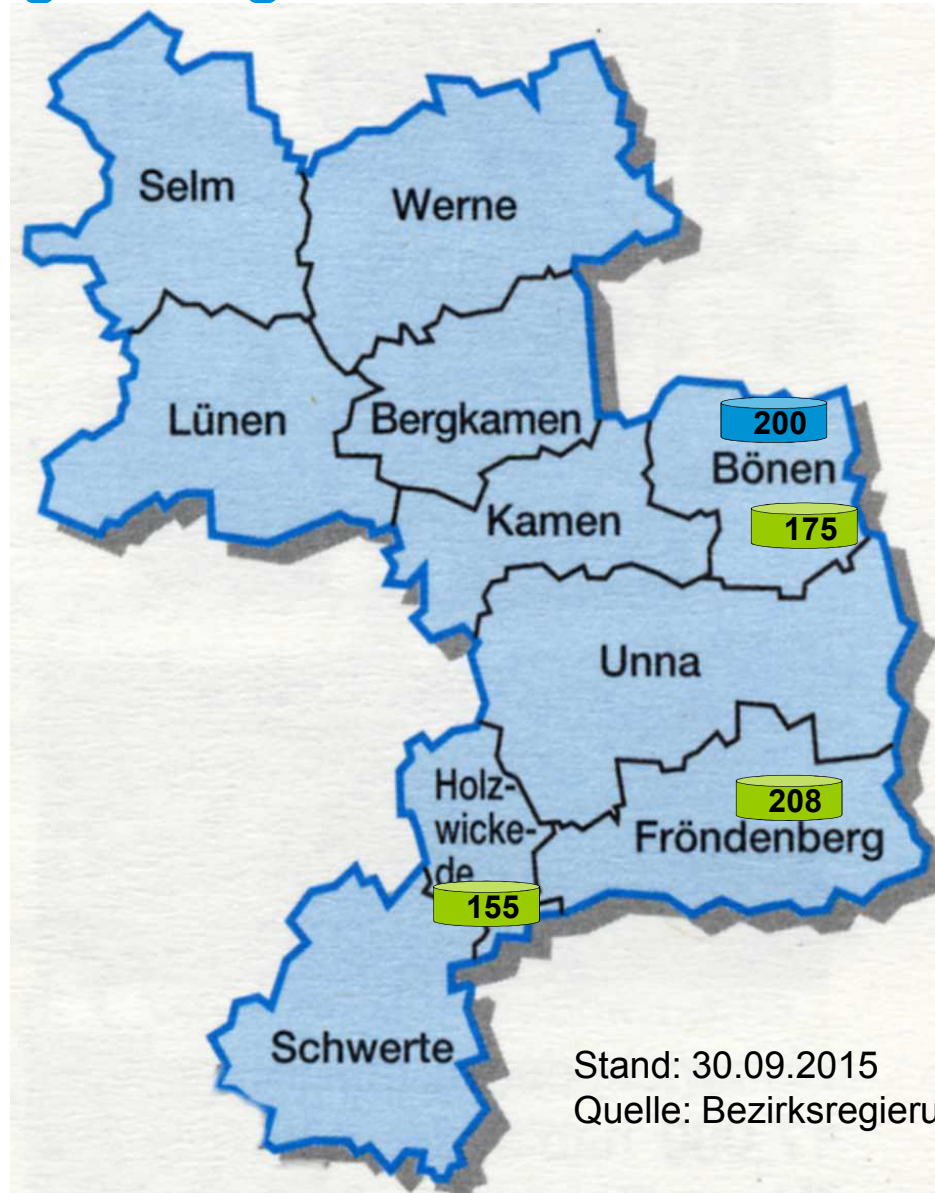 Selm
Werne
Lünen
Bergkamen
200
Bönen
Kamen
175
Unna
Holz-
wicke-
de
208
Fröndenberg
155
Schwerte
Stand: 30.09.2015
Quelle: